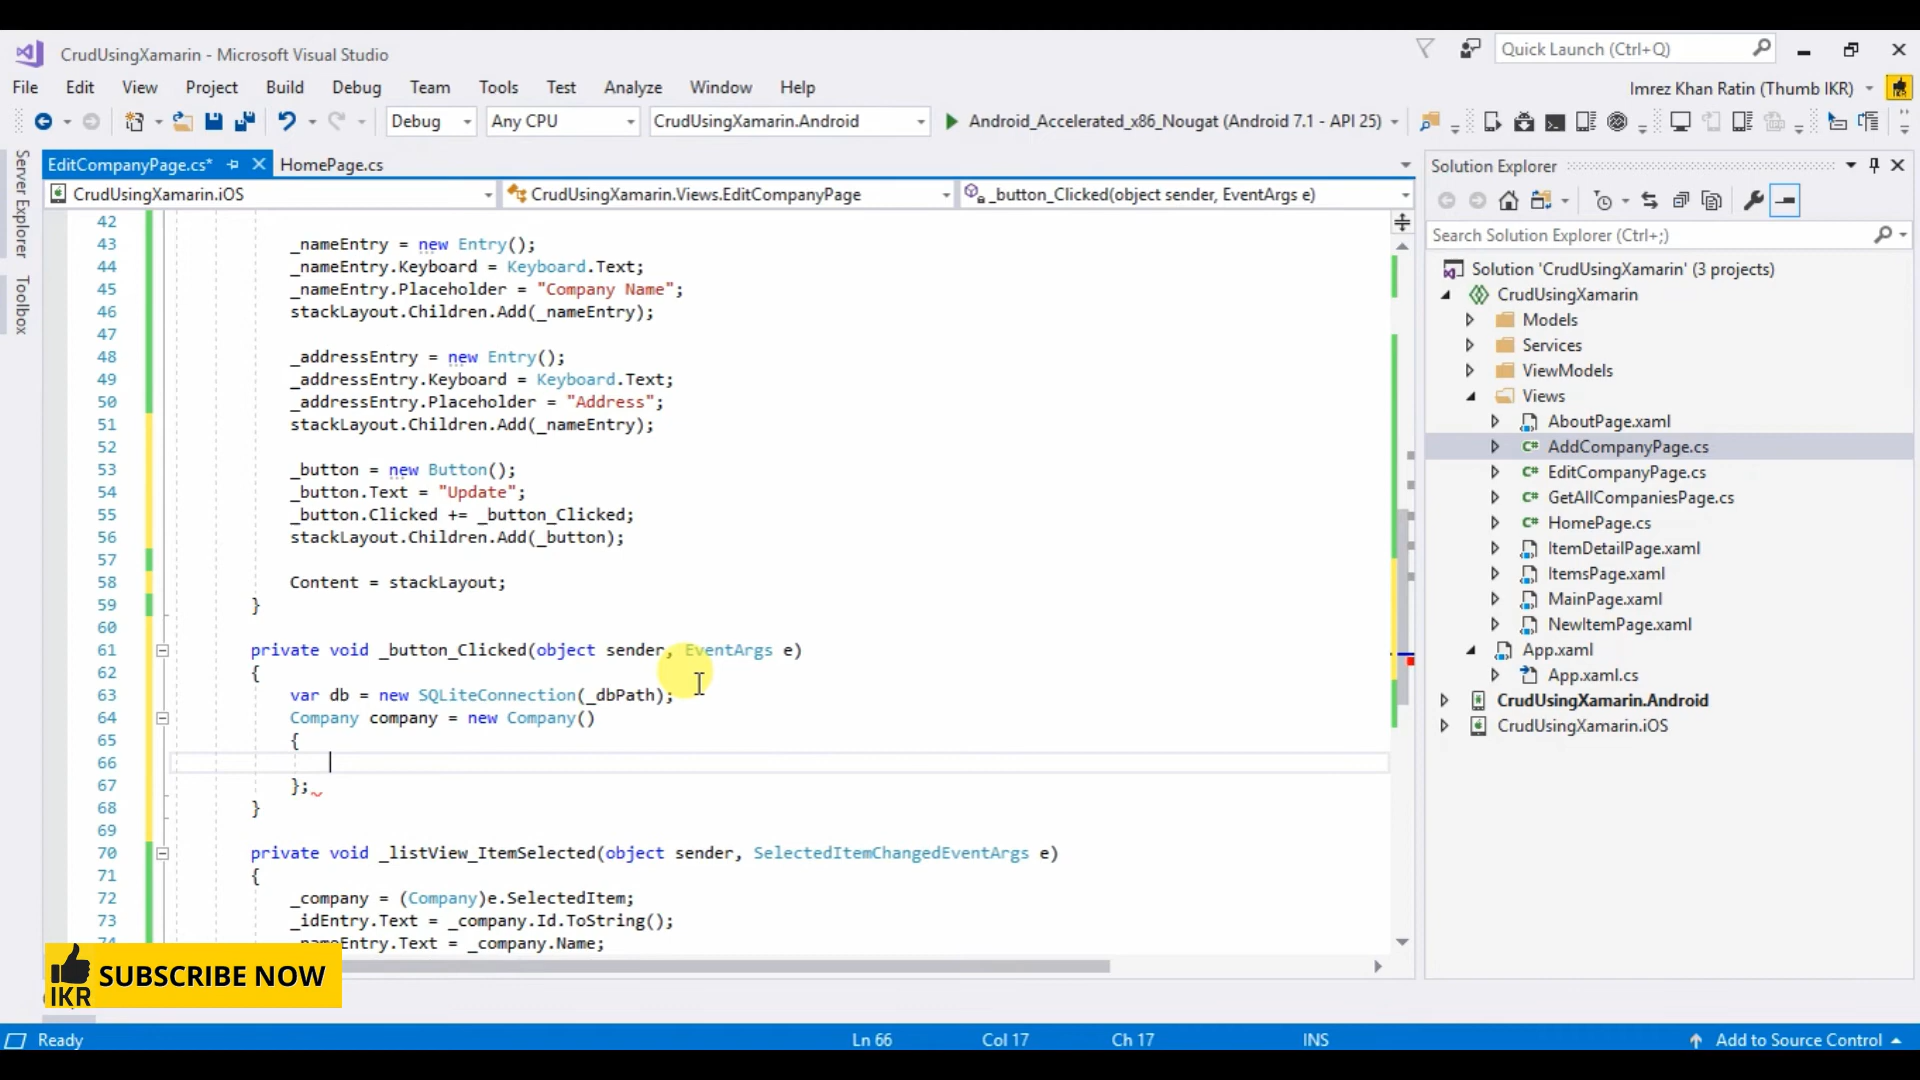 CrudUsingXamarin - Microsoft Visual Studio
Quick Launch (Ctrl+Q)
File Edit View Project Build Debug Team Tools Test Analyze Window Help
Imrez Khan Ratin (Thumb IKR)
Debug Any CPU CrudUsingXamarin.Android Android_Accelerated_x86_Nougat (Android 7.1 - API 25)
Server Explorer
Toolbox
EditCompanyPage.cs* HomePage.cs
CrudUsingXamarin.iOS CrudUsingXamarin.Views.EditCompanyPage _button_Clicked(object sender, EventArgs e)
42
43 _nameEntry = new Entry();
44 _nameEntry.Keyboard = Keyboard.Text;
45 _nameEntry.Placeholder = "Company Name";
46 stackLayout.Children.Add(_nameEntry);
47
48 _addressEntry = new Entry();
49 _addressEntry.Keyboard = Keyboard.Text;
50 _addressEntry.Placeholder = "Address";
51 stackLayout.Children.Add(_nameEntry);
52
53 _button = new Button();
54 _button.Text = "Update";
55 _button.Clicked += _button_Clicked;
56 stackLayout.Children.Add(_button);
57
58 Content = stackLayout;
59 }
60
61 private void _button_Clicked(object sender, EventArgs e)
62 {
63 var db = new SQLiteConnection(_dbPath);
64 Company company = new Company()
65 {
66
67 };
68 }
69
70 private void _listView_ItemSelected(object sender, SelectedItemChangedEventArgs e)
71 {
72 _company = (Company)e.SelectedItem;
73 _idEntry.Text = _company.Id.ToString();
Entry.Text = _company.Name;
SUBSCRIBE NOW
IKR
Solution Explorer
Search Solution Explorer (Ctrl+;)
Solution 'CrudUsingXamarin' (3 projects)
CrudUsingXamarin
Models
Services
ViewModels
Views
AboutPage.xaml
C# AddCompanyPage.cs
C# EditCompanyPage.cs
C# GetAllCompaniesPage.cs
C# HomePage.cs
ItemDetailPage.xaml
ItemsPage.xaml
MainPage.xaml
NewItemPage.xaml
App.xaml
App.xaml.cs
CrudUsingXamarin.Android
CrudUsingXamarin.iOS
Ready Ln 66 Col 17 Ch 17 INS Add to Source Control